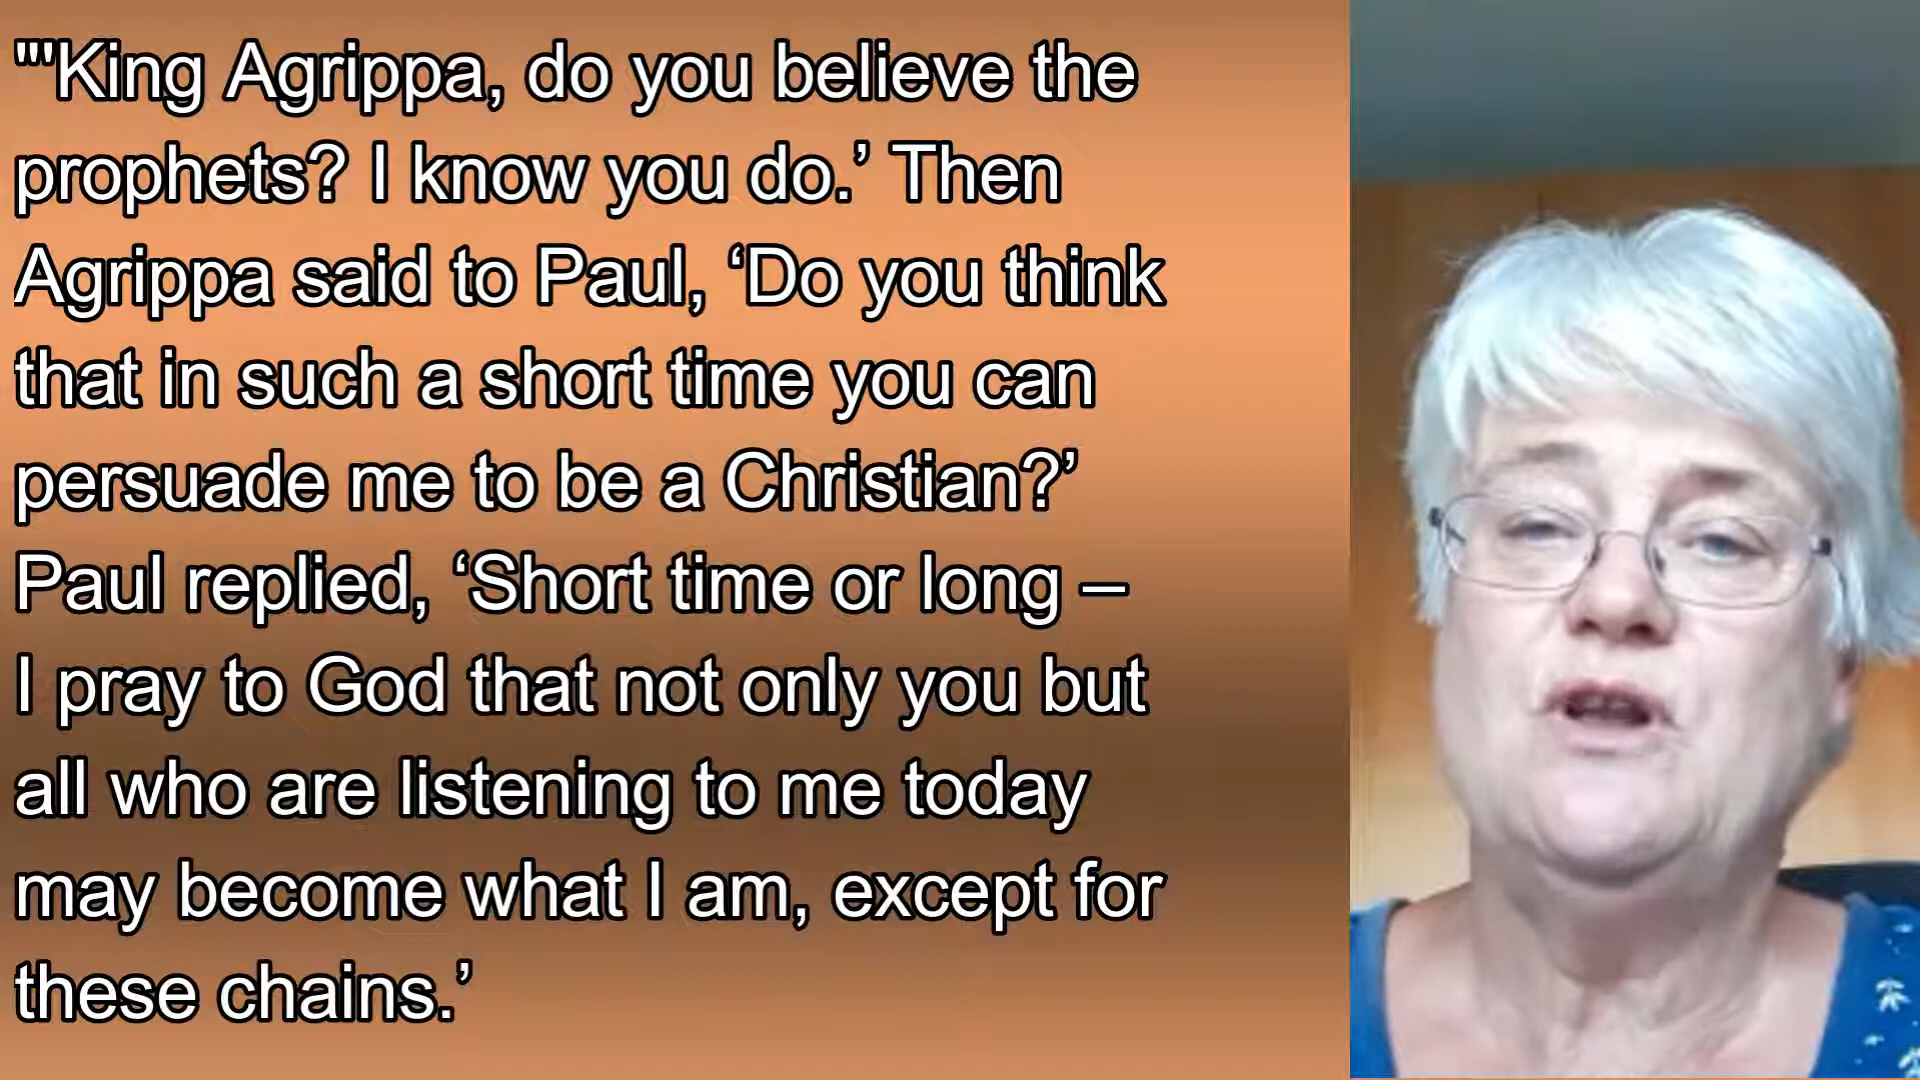 "'King Agrippa, do you believe the
prophets? I know you do.’ Then
Agrippa said to Paul, ‘Do you think
that in such a short time you can
persuade me to be a Christian?’
Paul replied, ‘Short time or long –
I pray to God that not only you but
all who are listening to me today
may become what I am, except for
these chains.’